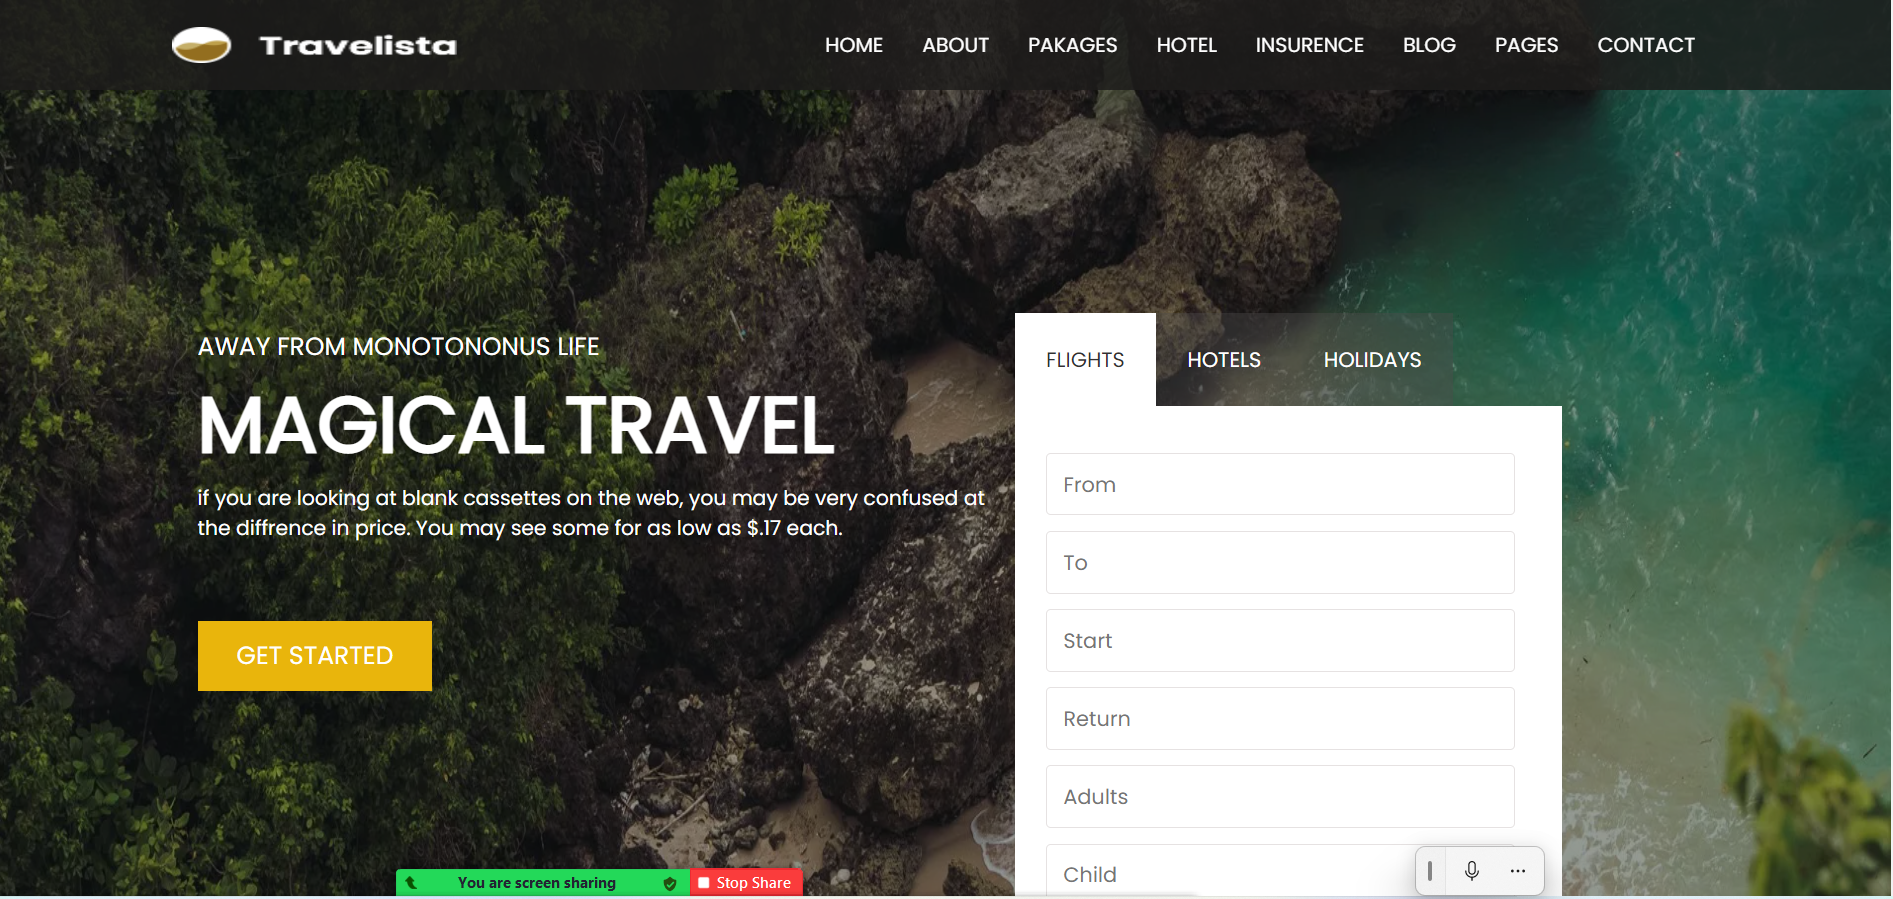 Travelista
HOME ABOUT PAKAGES HOTEL INSURENCE BLOG PAGES CONTACT
AWAY FROM MONOTONONUS LIFE
MAGICAL TRAVEL
if you are looking at blank cassettes on the web, you may be very confused at
the diffrence in price. You may see some for as low as $.17 each.
GET STARTED
FLIGHTS HOTELS HOLIDAYS
From
To
Start
Return
Adults
Child
You are screen sharing Stop Share